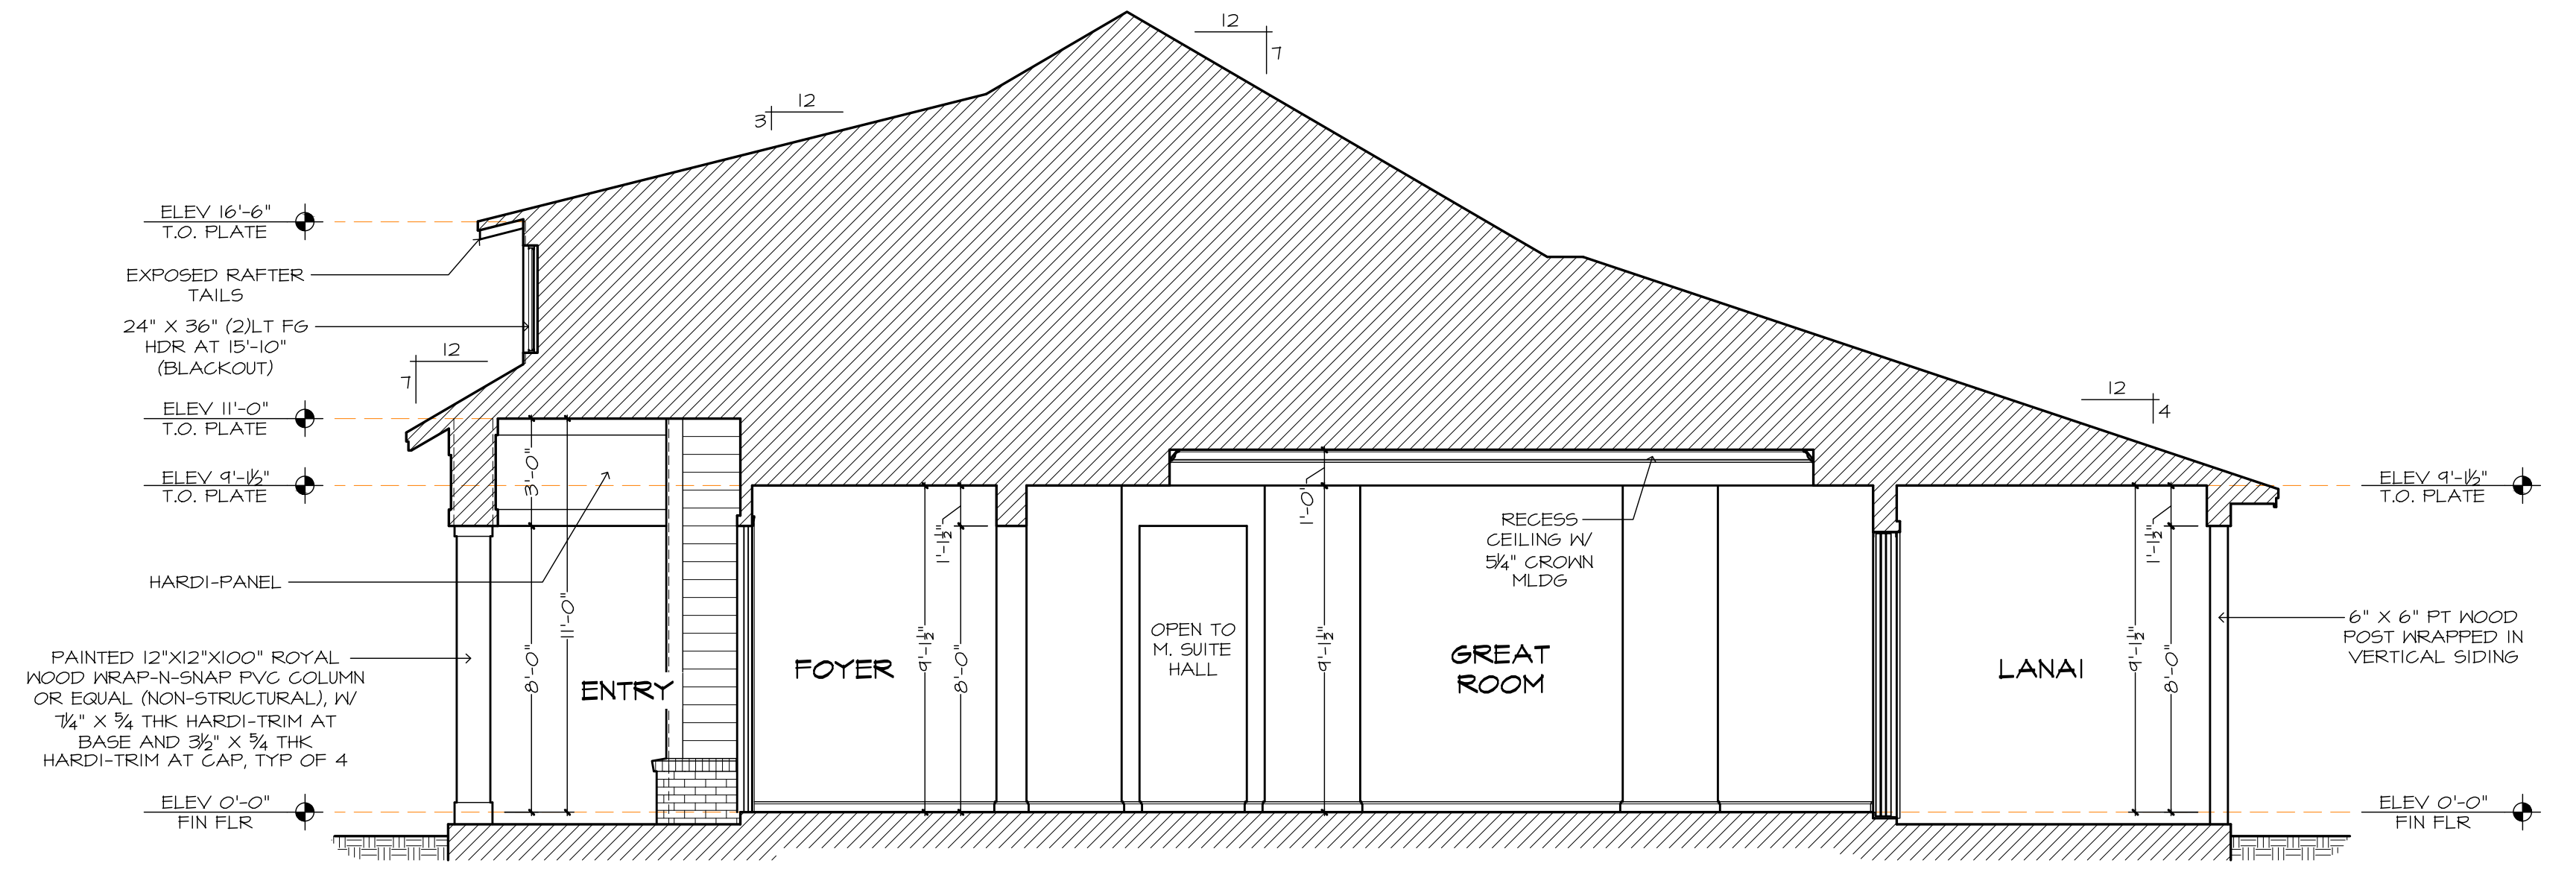 12
7
12
3
ELEV 16'-6"
T.O. PLATE
EXPOSED RAFTER
TAILS
24" X 36" (2)LT FG
HDR AT 15'-10"
(BLACKOUT)
12
7
12
4
ELEV 11'-0"
T.O. PLATE
ELEV 9'-1½"
T.O. PLATE
ELEV 9'-1½"
T.O. PLATE
3'-0"
11'-0"
8'-0"
1'-1½"
9'-1½"
8'-0"
1'-0"
9'-1½"
1'-1½"
9'-1½"
8'-0"
RECESS
CEILING W/
5¼" CROWN
MLDG
HARDI-PANEL
OPEN TO
M. SUITE
HALL
6" X 6" PT WOOD
POST WRAPPED IN
VERTICAL SIDING
PAINTED 12"X12"X100" ROYAL
WOOD WRAP-N-SNAP PVC COLUMN
OR EQUAL (NON-STRUCTURAL), W/
7¼" X 5/4 THK HARDI-TRIM AT
BASE AND 3½" X 5/4 THK
HARDI-TRIM AT CAP, TYP OF 4
ENTRY
FOYER
GREAT
ROOM
LANAI
ELEV 0'-0"
FIN FLR
ELEV 0'-0"
FIN FLR